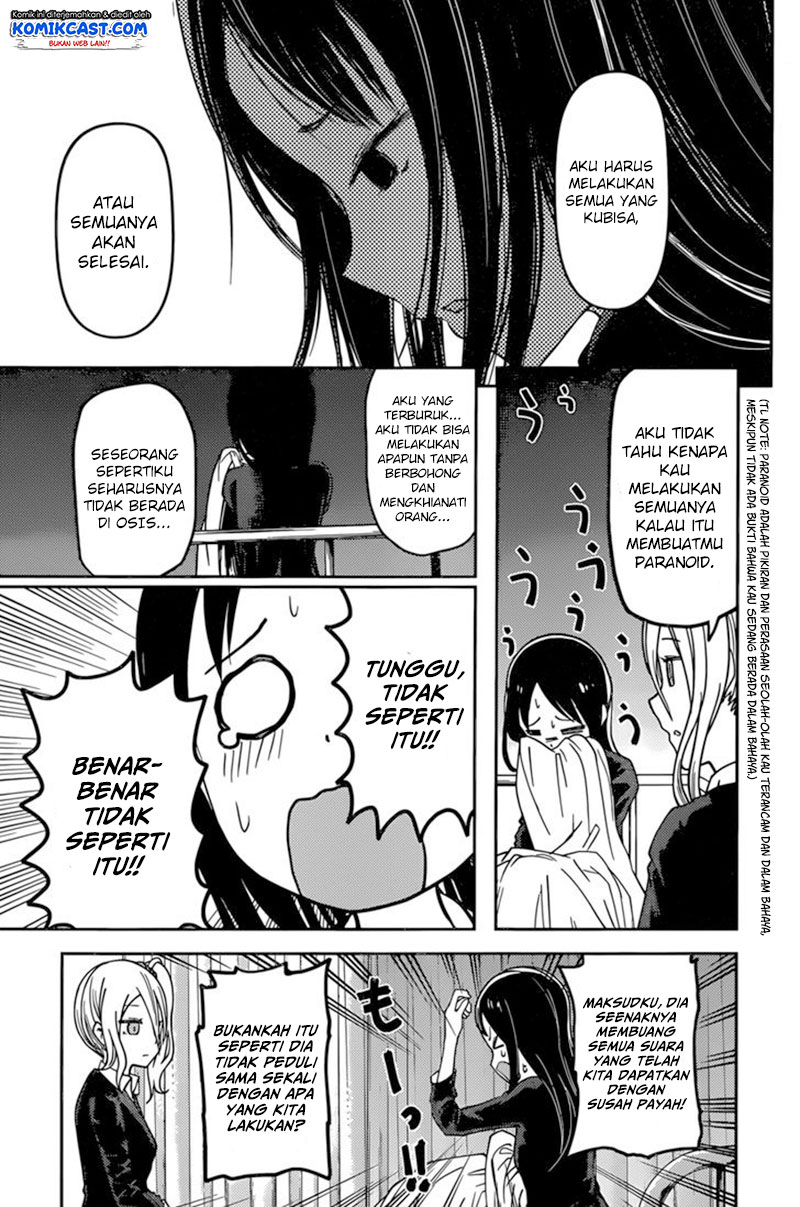 Komik ini diterjemahkan & diedit oleh
KOMIKCAST.COM
BUKAN WEB LAIN!!
AKU HARUS
MELAKUKAN
SEMUA YANG
KUBISA,
ATAU
SEMUANYA
AKAN
SELESAI.
(TL NOTE: PARANOID ADALAH PIKIRAN DAN PERASAAN SEOLAH-OLAH KAU TERANCAM DAN DALAM BAHAYA,
MESKIPUN TIDAK ADA BUKTI BAHWA KAU SEDANG BERADA DALAM BAHAYA.)
AKU TIDAK
TAHU KENAPA
KAU
MELAKUKAN
SEMUANYA
KALAU ITU
MEMBUATMU
PARANOID.
うう
うう
うう
AKU YANG
TERBURUK...
AKU TIDAK BISA
MELAKUKAN
APAPUN TANPA
BERBOHONG
DAN
MENGKHIANATI
ORANG...
SESEORANG
SEPERTIKU
SEHARUSNYA
TIDAK BERADA
DI OSIS...
TUNGGU,
TIDAK
SEPERTI
ITU!!
BENAR-
BENAR
TIDAK
SEPERTI
ITU!!
MAKSUDKU, DIA
SEENAKNYA
MEMBUANG
SEMUA SUARA
YANG TELAH
KITA DAPATKAN
DENGAN
SUSAH PAYAH!
もーっ!!
BUKANKAH ITU
SEPERTI DIA
TIDAK PEDULI
SAMA SEKALI
DENGAN APA
YANG KITA
LAKUKAN?